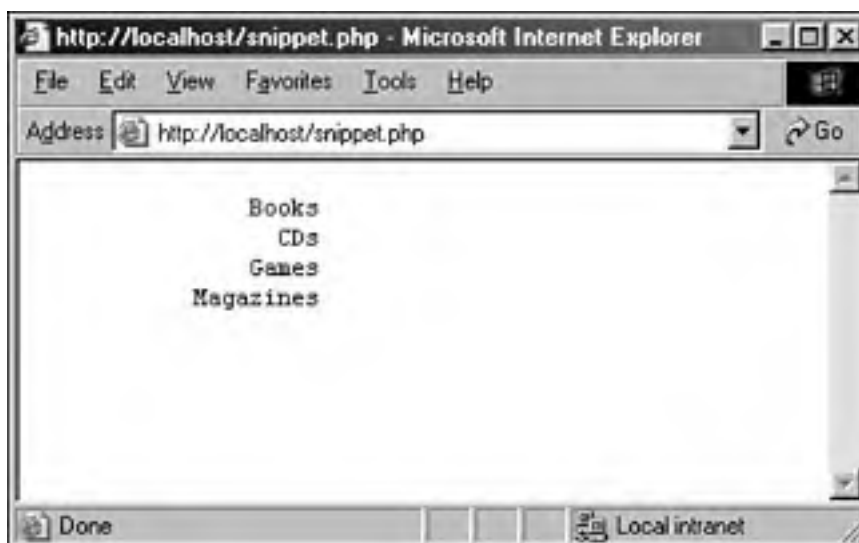 http://localhost/snippet.php - Microsoft Internet Explorer
File Edit View Favorites Tools Help
Address http://localhost/snippet.php Go
Books
CDs
Games
Magazines
Done Local intranet